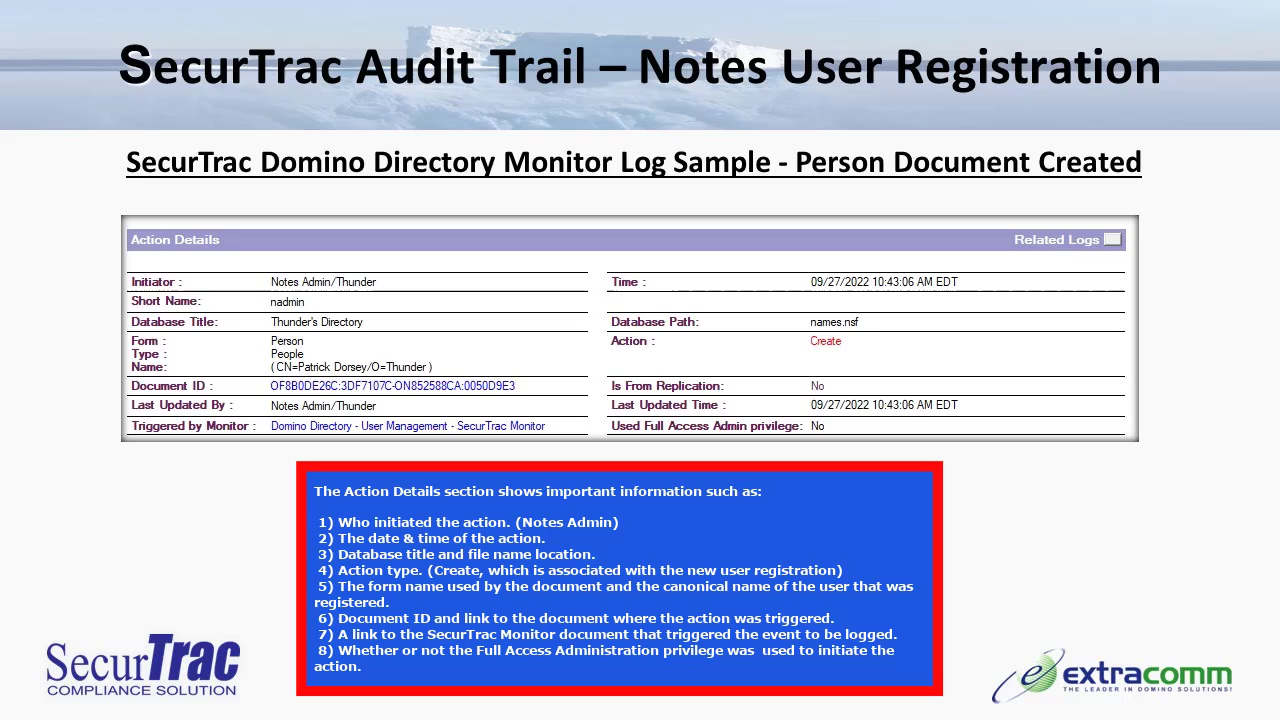 SecurTrac Audit Trail – Notes User Registration
SecurTrac Domino Directory Monitor Log Sample - Person Document Created
Action Details Related Logs
Initiator : Notes Admin/Thunder Time : 09/27/2022 10:43:06 AM EDT
Short Name: nadmin
Database Title: Thunder's Directory Database Path: names.nsf
Form : Person Action : Create
Type : People
Name: ( CN=Patrick Dorsey/O=Thunder )
Document ID : OF8B0DE26C:3DF7107C-ON852588CA:0050D9E3 Is From Replication: No
Last Updated By : Notes Admin/Thunder Last Updated Time : 09/27/2022 10:43:06 AM EDT
Triggered by Monitor : Domino Directory - User Management - SecurTrac Monitor Used Full Access Admin privilege: No
The Action Details section shows important information such as:
1) Who initiated the action. (Notes Admin)
2) The date & time of the action.
3) Database title and file name location.
4) Action type. (Create, which is associated with the new user registration)
5) The form name used by the document and the canonical name of the user that was
registered.
6) Document ID and link to the document where the action was triggered.
7) A link to the SecurTrac Monitor document that triggered the event to be logged.
8) Whether or not the Full Access Administration privilege was used to initiate the
action.
SecurTrac
COMPLIANCE SOLUTION
e extracomm
THE LEADER IN DOMINO SOLUTIONS!